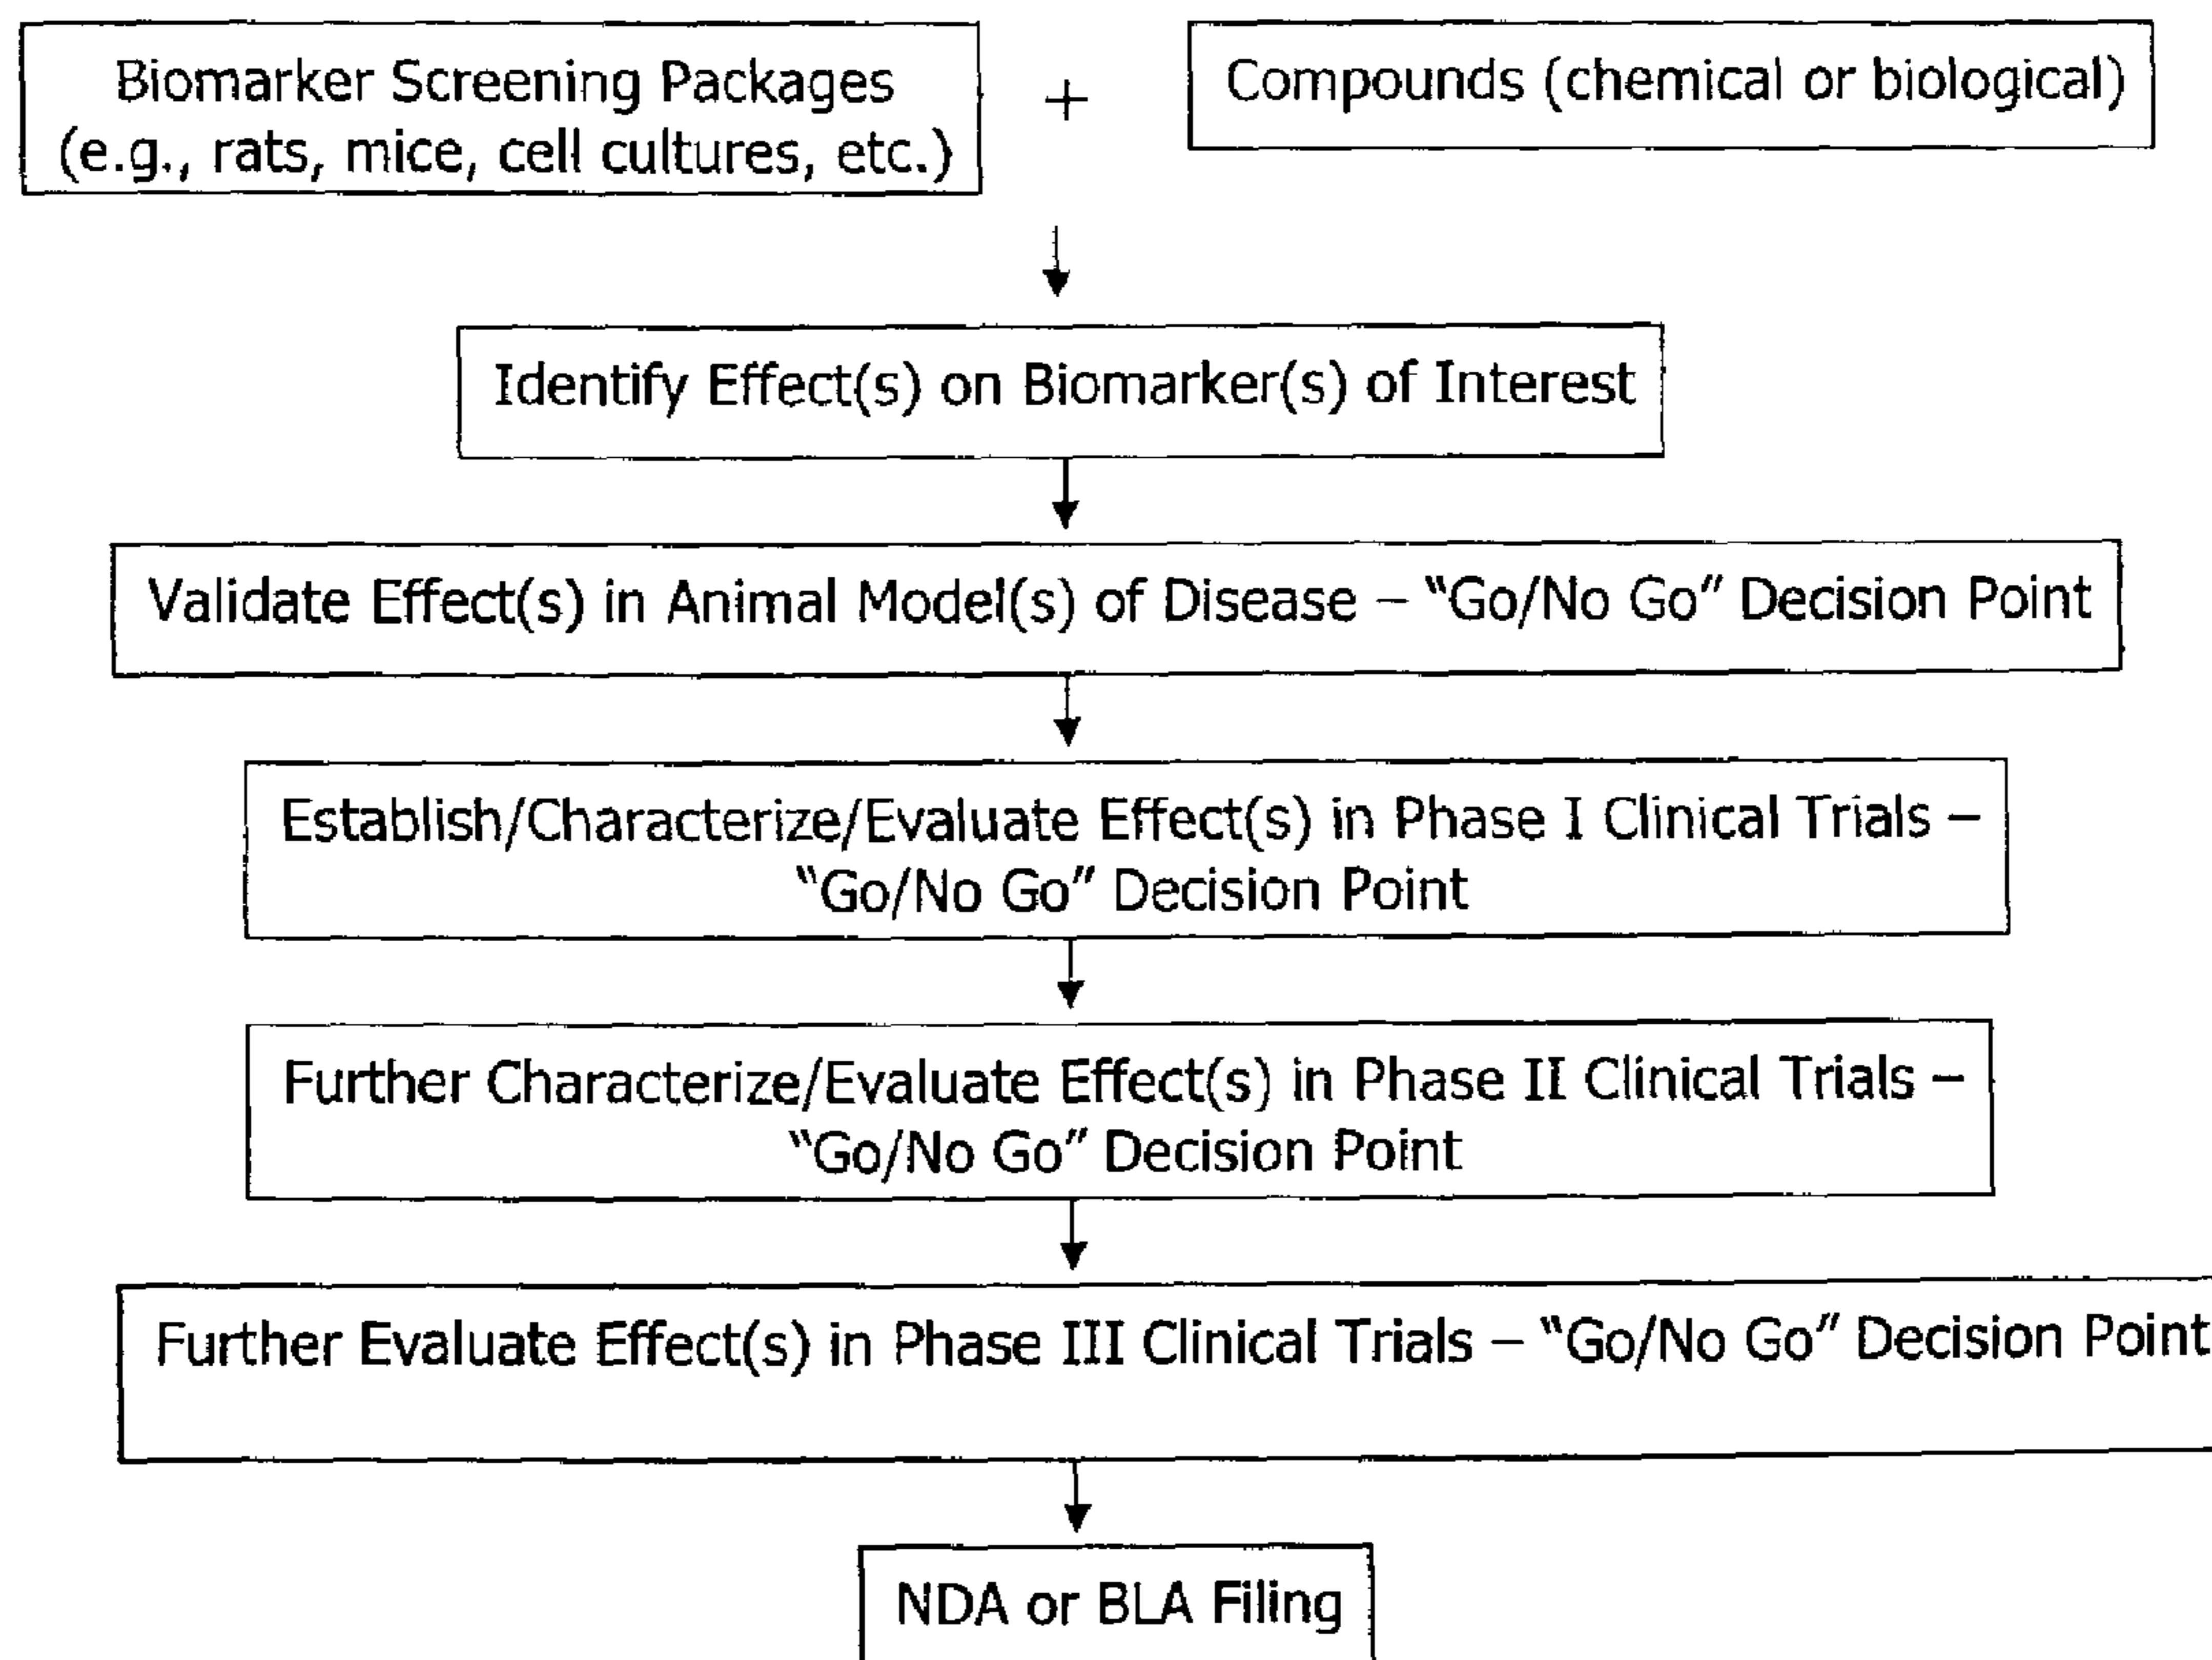 Biomarker Screening Packages
(e.g., rats, mice, cell cultures, etc.)
+
Compounds (chemical or biological)
Identify Effect(s) on Biomarker(s) of Interest
Validate Effect(s) in Animal Model(s) of Disease – “Go/No Go” Decision Point
Establish/Characterize/Evaluate Effect(s) in Phase I Clinical Trials –
“Go/No Go” Decision Point
Further Characterize/Evaluate Effect(s) in Phase II Clinical Trials –
“Go/No Go” Decision Point
Further Evaluate Effect(s) in Phase III Clinical Trials – “Go/No Go” Decision Point
NDA or BLA Filing